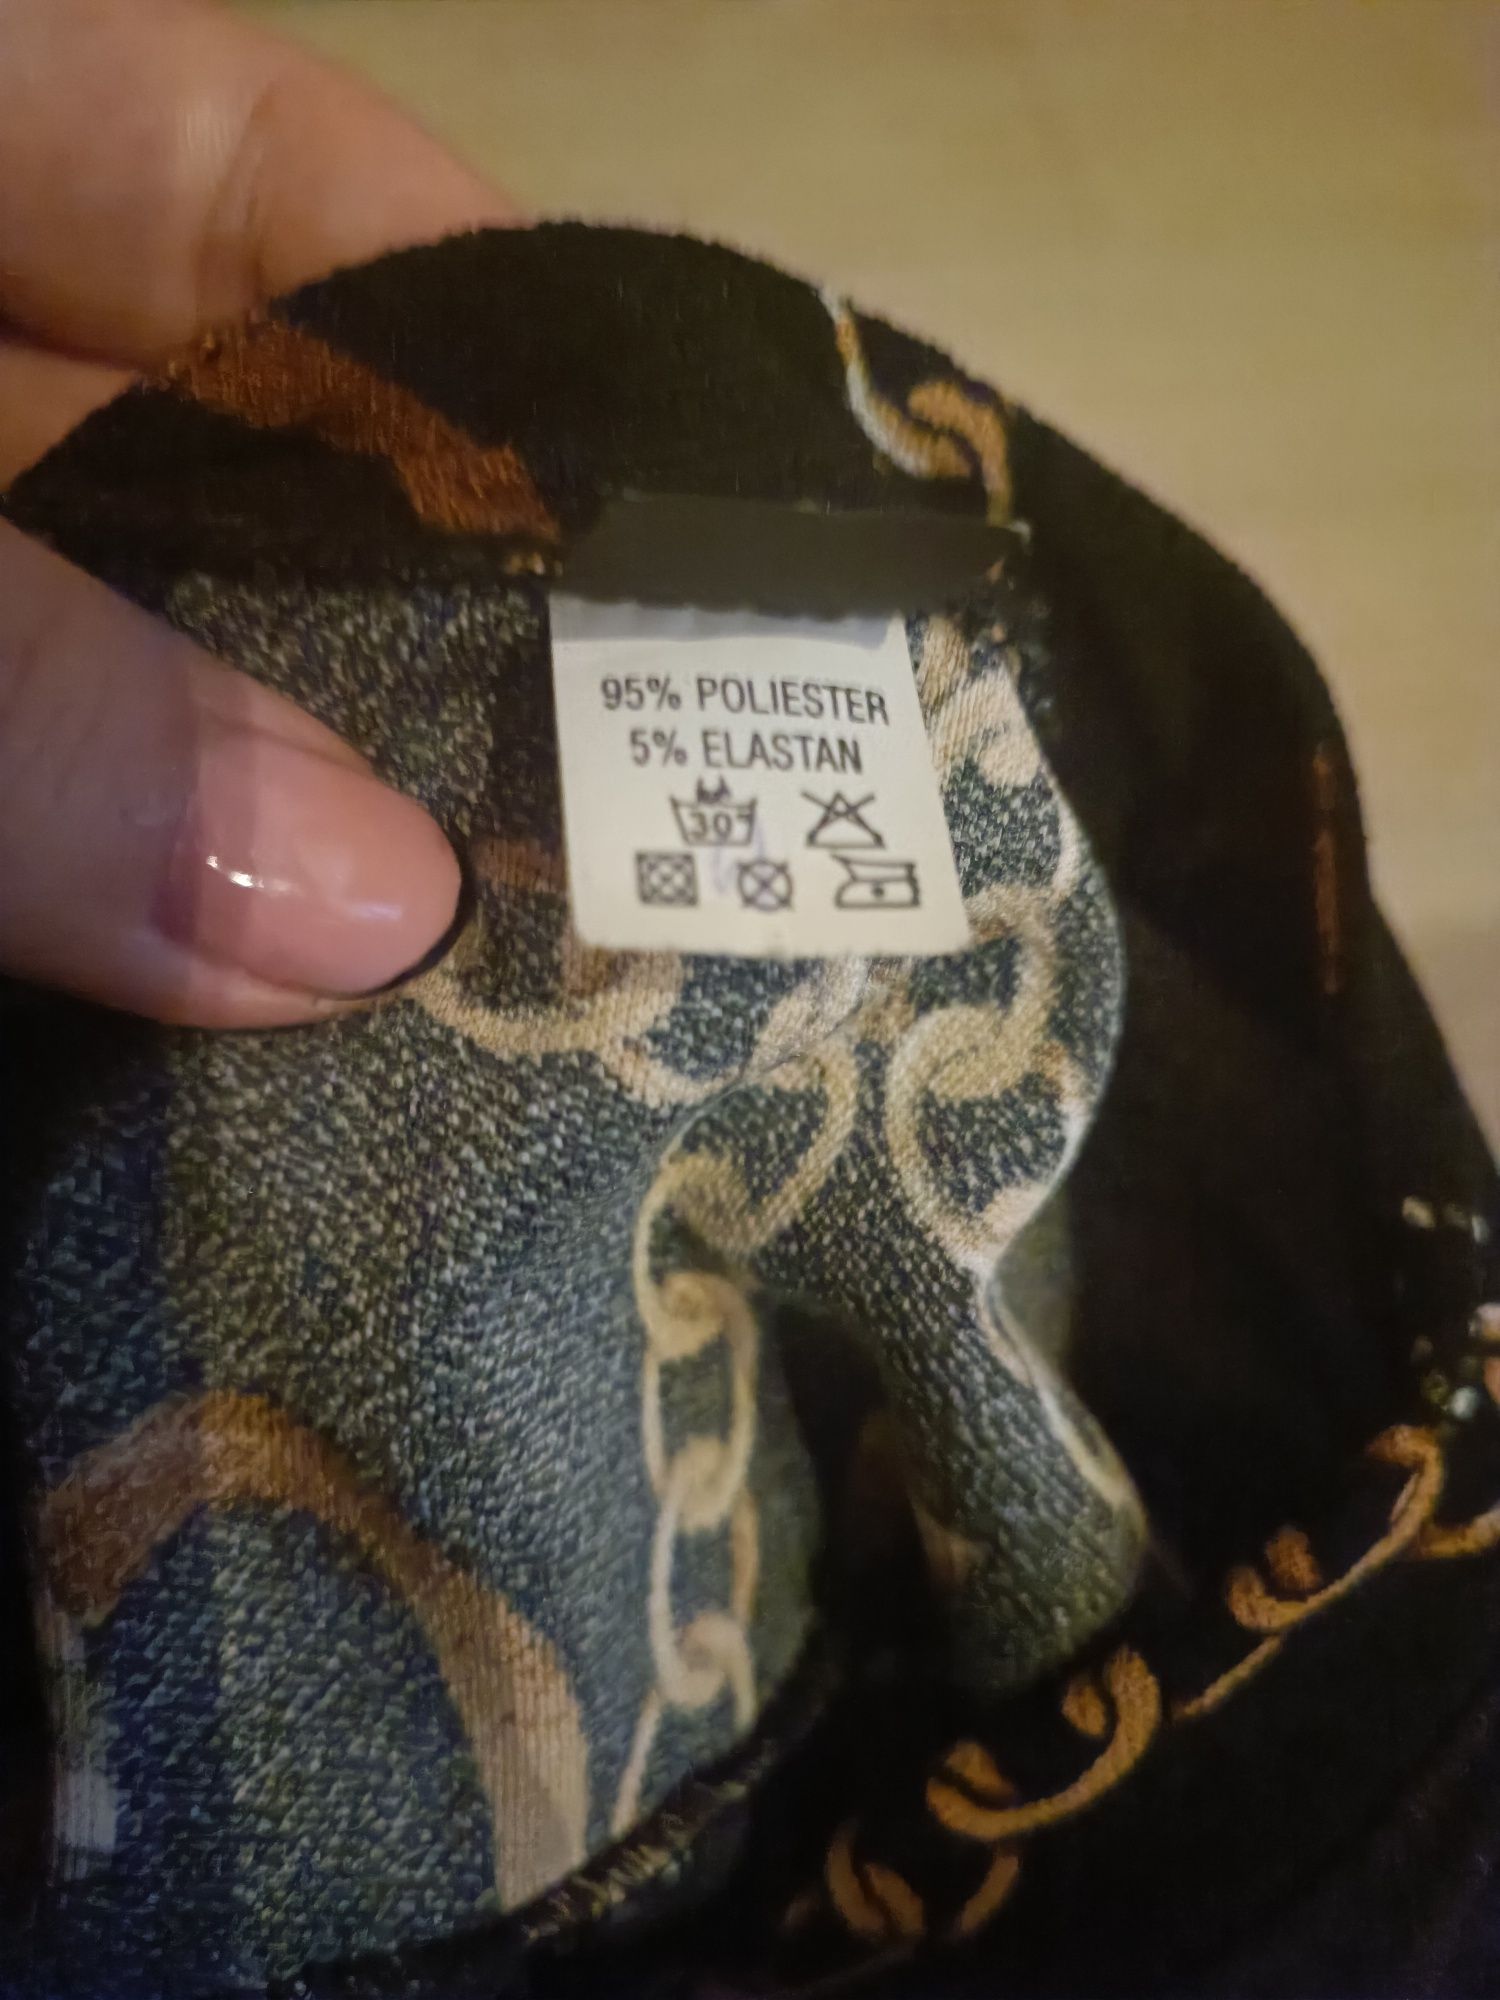 95% POLIESTER
5% ELASTAN
30°